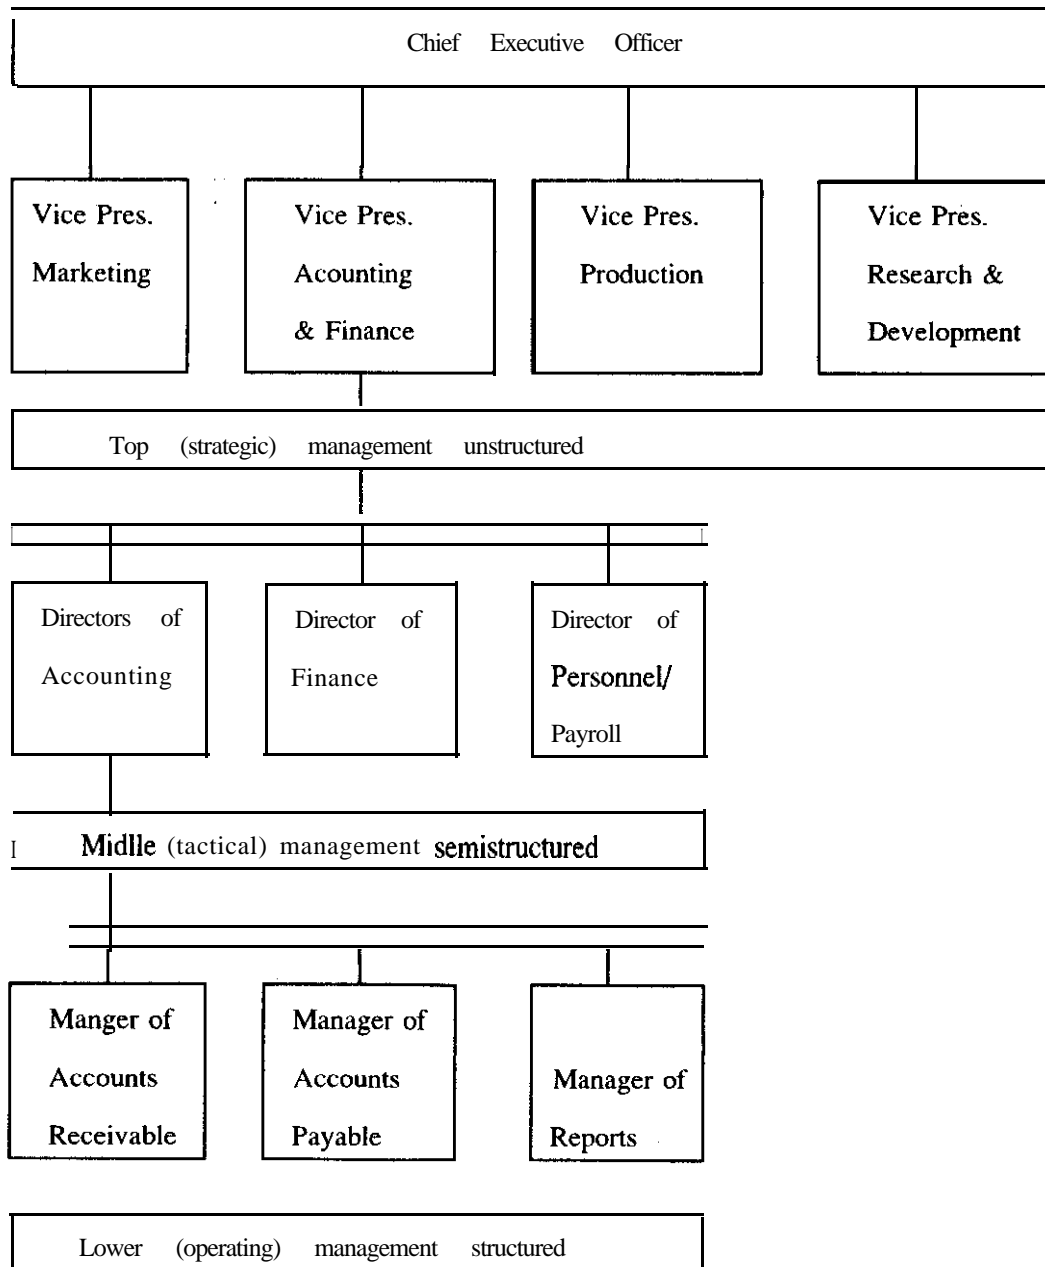 Chief Executive Officer
Vice Pres.
Marketing
Vice Pres.
Acounting
& Finance
Vice Pres.
Production
Vice Pres.
Research &
Development
Top (strategic) management unstructured
Directors of
Accounting
Director of
Finance
Director of
Personnel/
Payroll
Midlle (tactical) management semistructured
Manger of
Accounts
Receivable
Manager of
Accounts
Payable
Manager of
Reports
Lower (operating) management structured